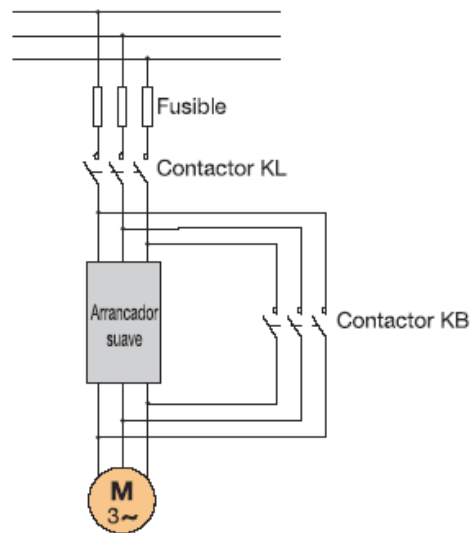 Fusible
Contactor KL
Arrancador
suave
Contactor KB
M
3~